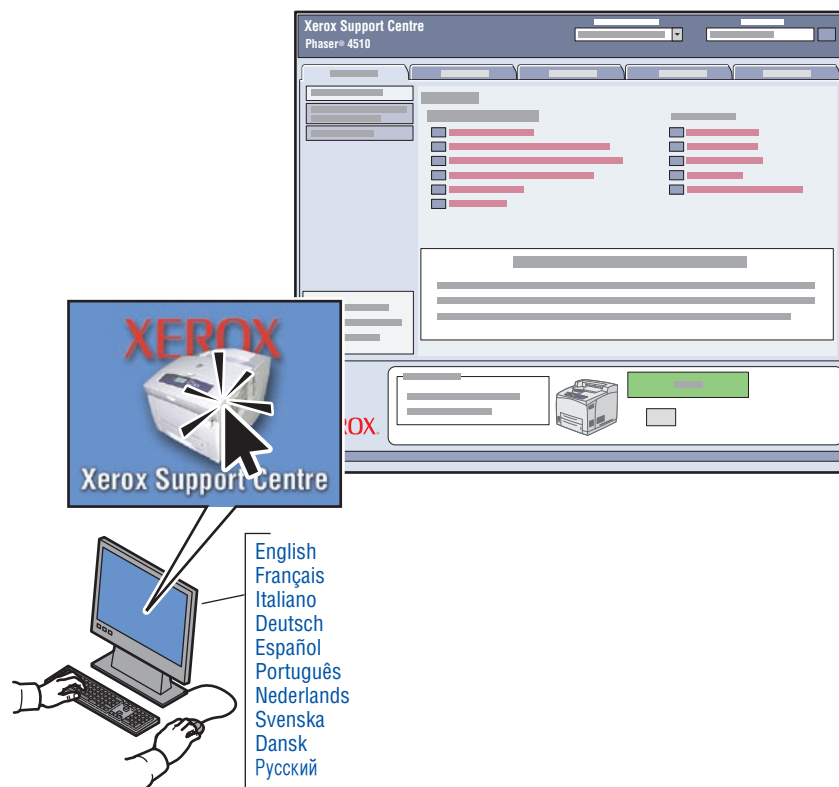 Xerox Support Centre
Phaser® 4510
XEROX
OX.
Xerox Support Centre
English
Français
Italiano
Deutsch
Español
Português
Nederlands
Svenska
Dansk
Русский